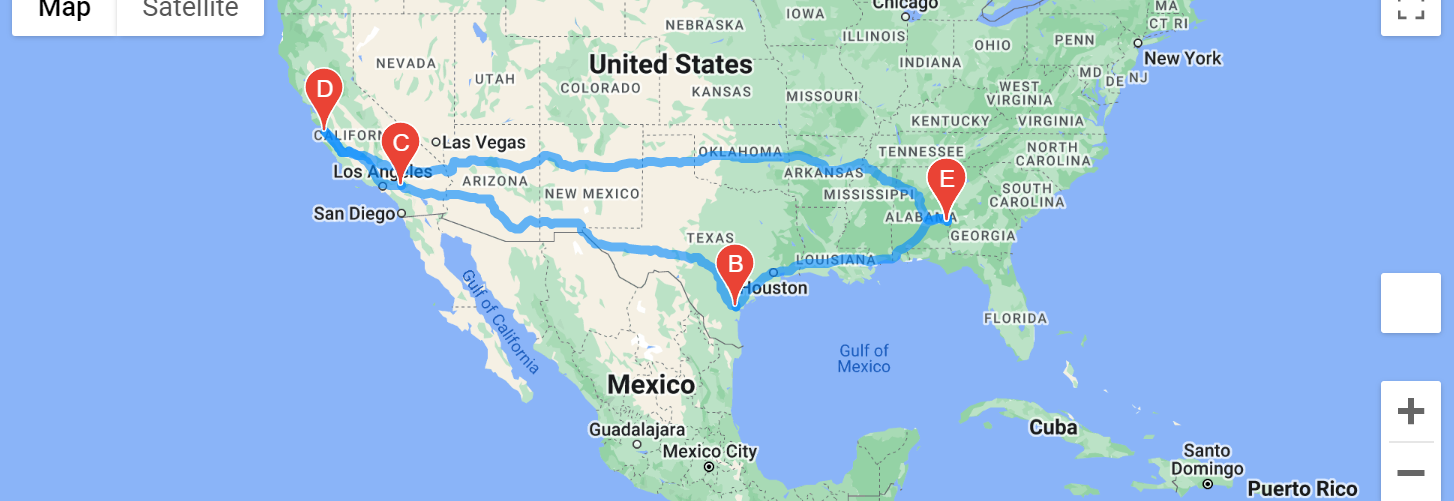 Map
Satellite
Chicago
IOWA
MA
CT RI
NEBRASKA
ILLINOIS
OHIO
PENN
New York
United States
NEVADA
UTAH
COLORADO
KANSAS
INDIANA
MISSOURI
WEST
VIRGINIA
MD
DE
NJ
D
KENTUCKY
VIRGINIA
C
Las Vegas
OKLAHOMA
TENNESSEE
NORTH
CAROLINA
Los Angeles
ARIZONA
NEW MEXICO
ARKANSAS
MISSISSIPPI
E
SOUTH
CAROLINA
San Diego
ALABAMA
GEORGIA
TEXAS
LOUISIANA
B
Houston
Gulf of California
FLORIDA
Gulf of
Mexico
Mexico
Guadalajara
Mexico City
Cuba
Santo
Domingo
Puerto Rico
+
−